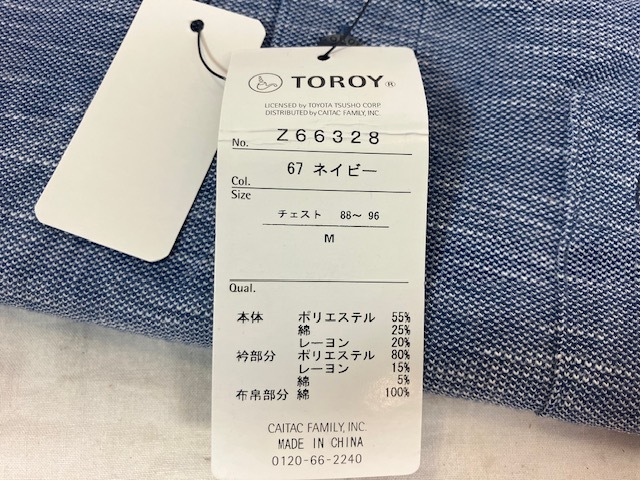 TOROY®
LICENSED by TOYOTA TSUSHO CORP.
DISTRIBUTED by CAITAC FAMILY, INC.
No. Z66328
Col. 67 ネイビー
Size
チェスト 88～ 96
M
Qual.
本体 ポリエステル 55%
綿 25%
レーヨン 20%
衿部分 ポリエステル 80%
レーヨン 15%
綿 5%
布帛部分 綿 100%
CAITAC FAMILY, INC.
MADE IN CHINA
0120-66-2240